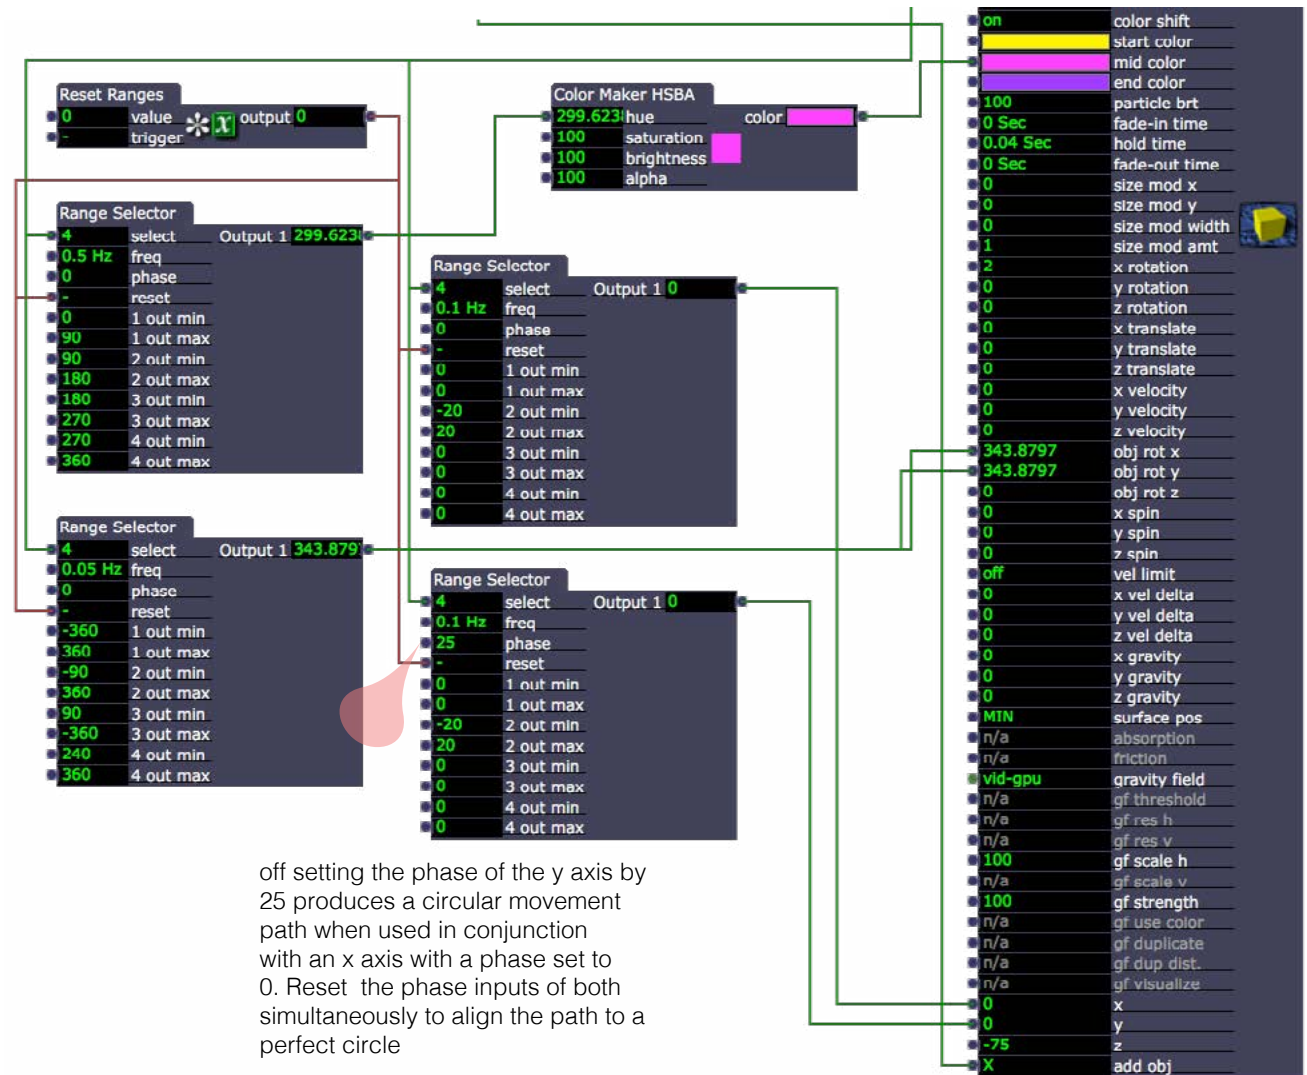 on color shift
start color
mid color
end color
100 particle brt
0 Sec fade-in time
0.04 Sec hold time
0 Sec fade-out time
0 size mod x
0 size mod y
0 size mod width
1 size mod amt
2 x rotation
0 y rotation
0 z rotation
0 x translate
0 y translate
0 z translate
0 x velocity
0 y velocity
0 z velocity
343.8797 obj rot x
343.8797 obj rot y
0 obj rot z
0 x spin
0 y spin
0 z spin
off vel limit
0 x vel delta
0 y vel delta
0 z vel delta
0 x gravity
0 y gravity
0 z gravity
MIN surface pos
n/a absorption
n/a friction
vid-gpu gravity field
n/a gf threshold
n/a gf res h
n/a gf res v
100 gf scale h
n/a gf scale v
100 gf strength
n/a gf use color
n/a gf duplicate
n/a gf dup dist.
n/a gf visualize
0 x
0 y
-75 z
X add obj
Reset Ranges
0 value output 0
- trigger
Color Maker HSBA
299.623 hue color
100 saturation
100 brightness
100 alpha
Range Selector
4 select Output 1 299.623
0.5 Hz freq
0 phase
- reset
0 1 out min
90 1 out max
90 2 out min
180 2 out max
180 3 out min
270 3 out max
270 4 out min
360 4 out max
Range Selector
4 select Output 1 0
0.1 Hz freq
0 phase
- reset
0 1 out min
0 1 out max
-20 2 out min
20 2 out max
0 3 out min
0 3 out max
0 4 out min
0 4 out max
Range Selector
4 select Output 1 343.879
0.05 Hz freq
0 phase
- reset
-360 1 out min
360 1 out max
-90 2 out min
360 2 out max
90 3 out min
-360 3 out max
240 4 out min
360 4 out max
Range Selector
4 select Output 1 0
0.1 Hz freq
25 phase
- reset
0 1 out min
0 1 out max
-20 2 out min
20 2 out max
0 3 out min
0 3 out max
0 4 out min
0 4 out max
off setting the phase of the y axis by
25 produces a circular movement
path when used in conjunction
with an x axis with a phase set to
0. Reset the phase inputs of both
simultaneously to align the path to a
perfect circle